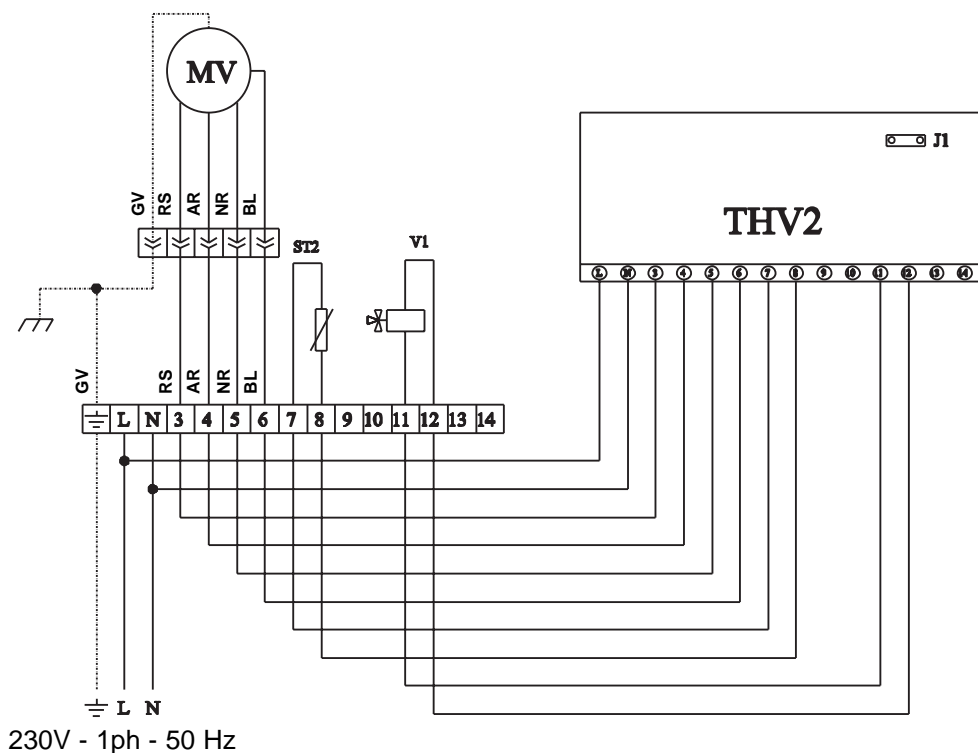 MV
GV RS AR NR BL
ST2
V1
J1
THV2
L N 3 4 5 6 7 8 9 10 11 12 13 14
GV RS AR NR BL
L N 3 4 5 6 7 8 9 10 11 12 13 14
L N
230V - 1ph - 50 Hz